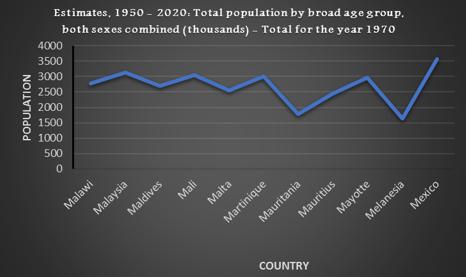 Estimates, 1950 - 2020: Total population by broad age group,
both sexes combined (thousands) - Total for the year 1970
POPULATION
4000
3500
3000
2500
2000
1500
1000
500
0
Malawi
Malaysia
Maldives
Mali
Malta
Martinique
Mauritania
Mauritius
Mayotte
Melanesia
Mexico
COUNTRY